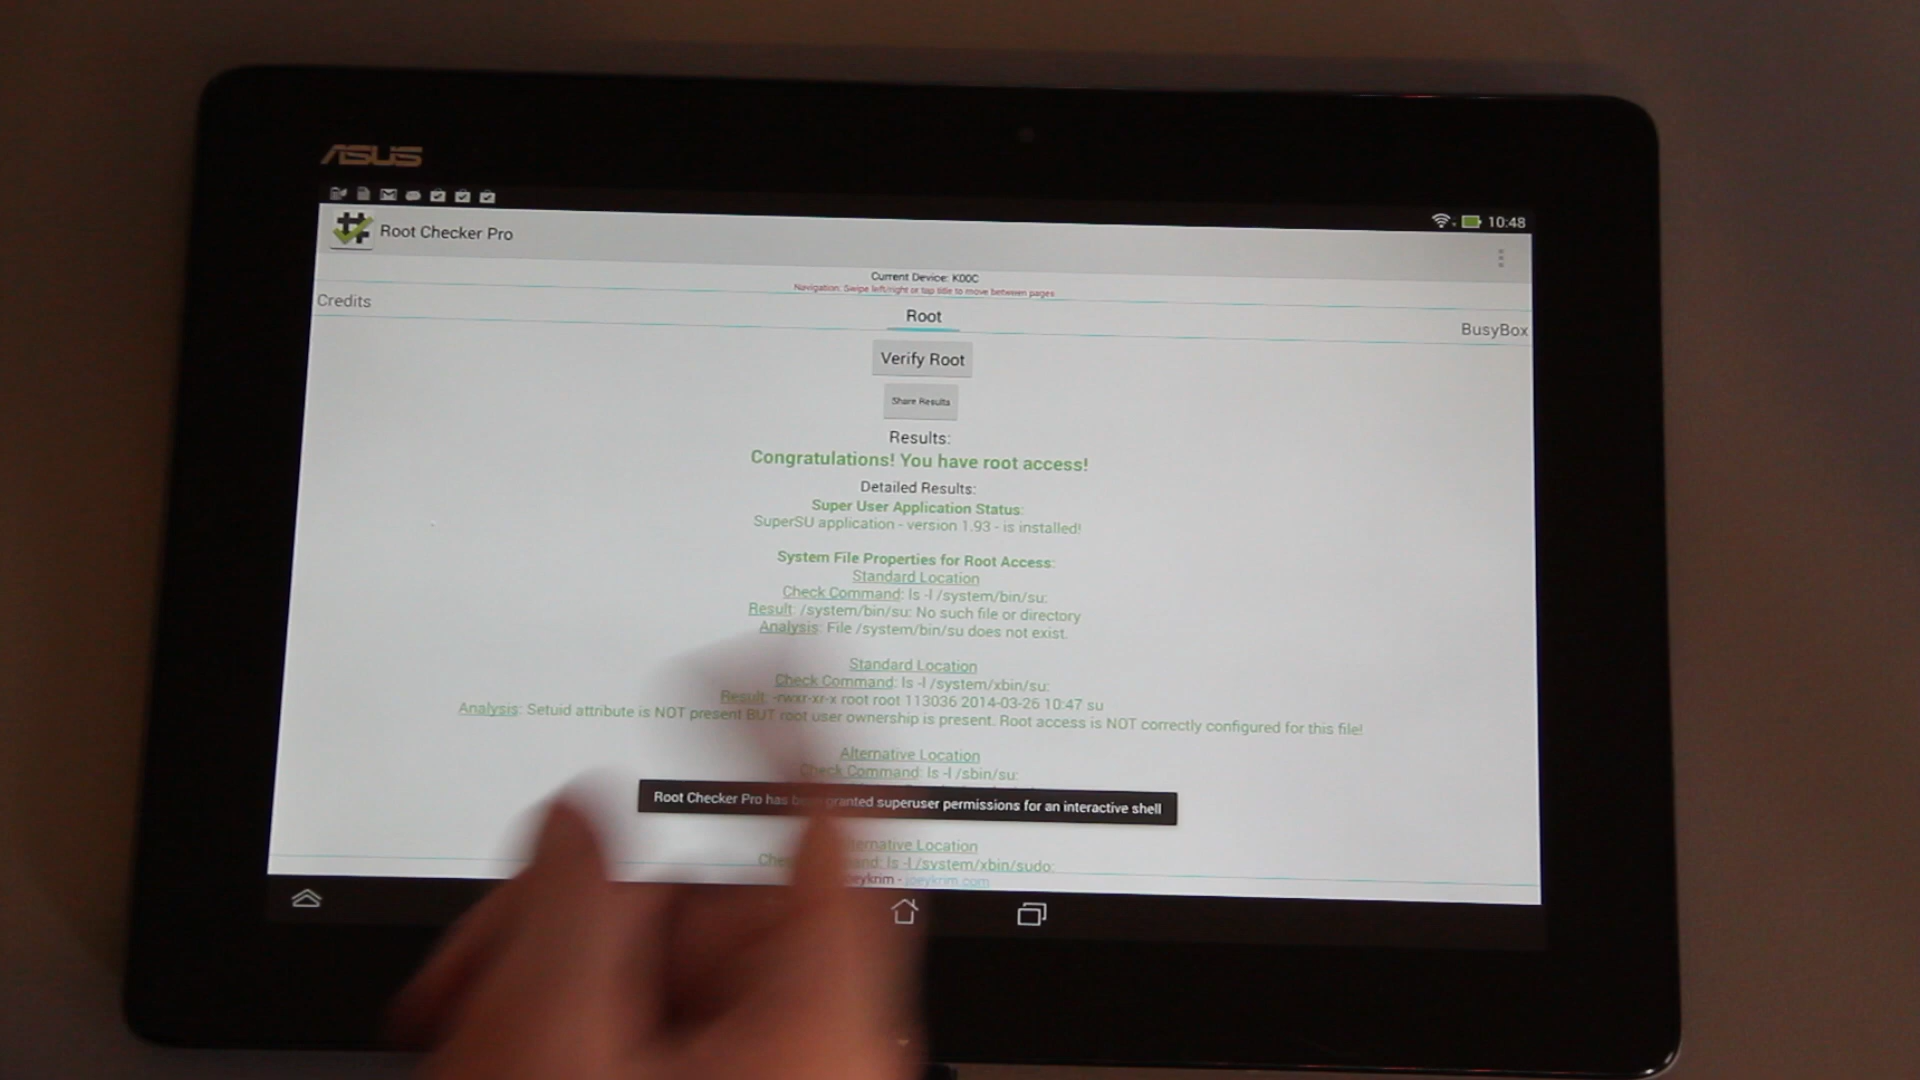 ASUS
10:48
Root Checker Pro
Current Device: K00C
Navigation: Swipe left/right or tap title to move between pages
Credits
Root
BusyBox
Verify Root
Share Results
Results:
Congratulations! You have root access!
Detailed Results:
Super User Application Status:
SuperSU application - version 1.93 - is installed!
System File Properties for Root Access:
Standard Location
Check Command: ls -l /system/bin/su:
Result: /system/bin/su: No such file or directory
Analysis: File /system/bin/su does not exist.
Standard Location
Check Command: ls -l /system/xbin/su:
Result: -rwxr-xr-x root root 113036 2014-03-26 10:47 su
Analysis: Setuid attribute is NOT present BUT root user ownership is present. Root access is NOT correctly configured for this file!
Alternative Location
Check Command: ls -l /sbin/su:
Root Checker Pro has been granted superuser permissions for an interactive shell
Alternative Location
Check Command: ls -l /system/xbin/sudo:
joeykrim - joeykrim.com